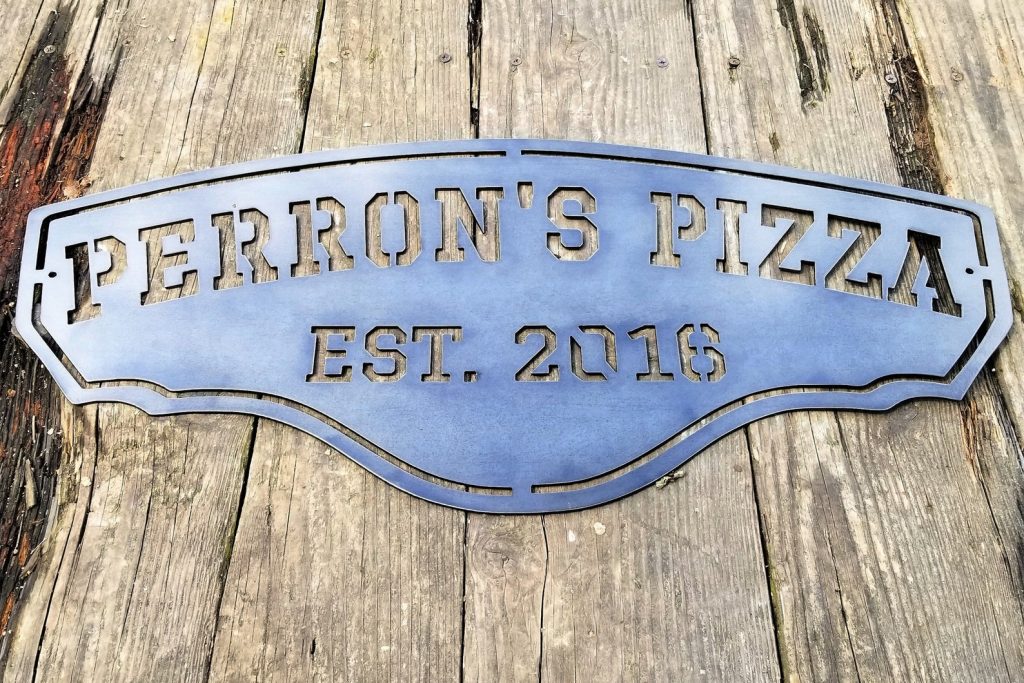 PERRON'S PIZZA
EST. 2016